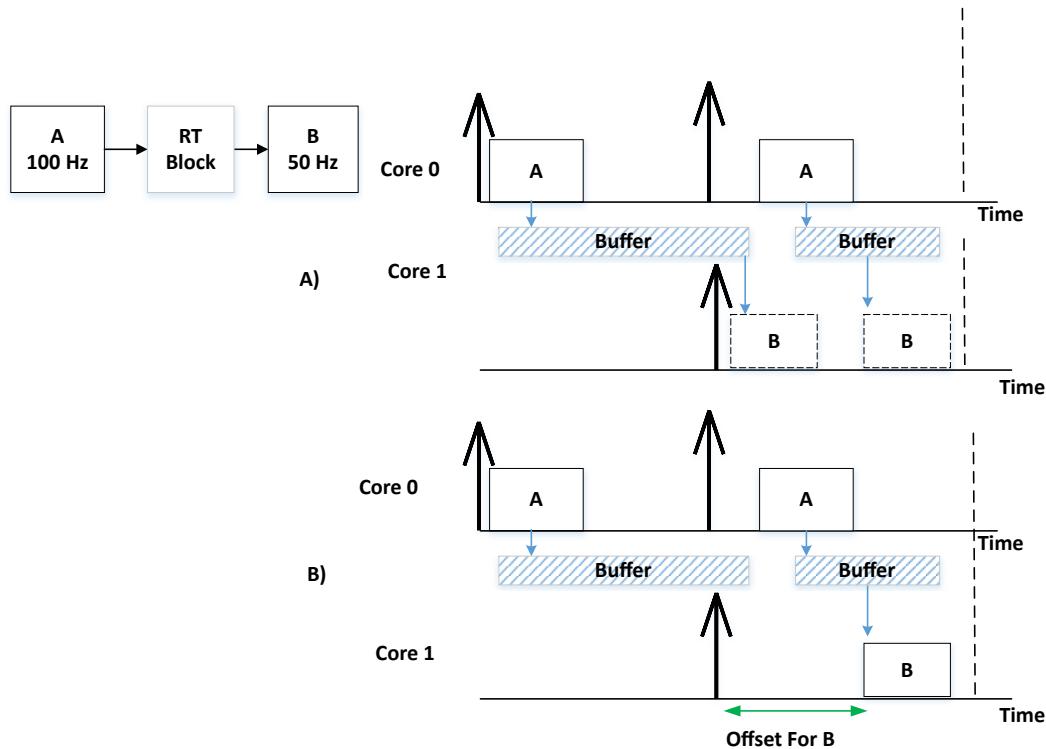 A
100 Hz
RT
Block
B
50 Hz
Core 0
A
A
Time
Buffer
Buffer
A)
Core 1
B
B
Time
Core 0
A
A
Time
B)
Buffer
Buffer
Core 1
B
Time
Offset For B